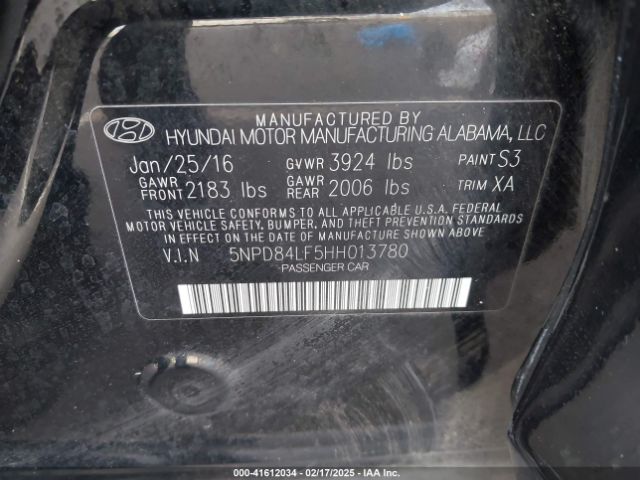 MANUFACTURED BY
HYUNDAI MOTOR MANUFACTURING ALABAMA, LLC
Jan/25/16 GVWR 3924 lbs PAINT S3
GAWR FRONT 2183 lbs GAWR REAR 2006 lbs TRIM XA
THIS VEHICLE CONFORMS TO ALL APPLICABLE U.S.A. FEDERAL
MOTOR VEHICLE SAFETY, BUMPER, AND THEFT PREVENTION STANDARDS
IN EFFECT ON THE DATE OF MANUFACTURE SHOWN ABOVE
V.I.N 5NPD84LF5HH013780
PASSENGER CAR
000-41612034 - 02/17/2025 - IAA Inc.